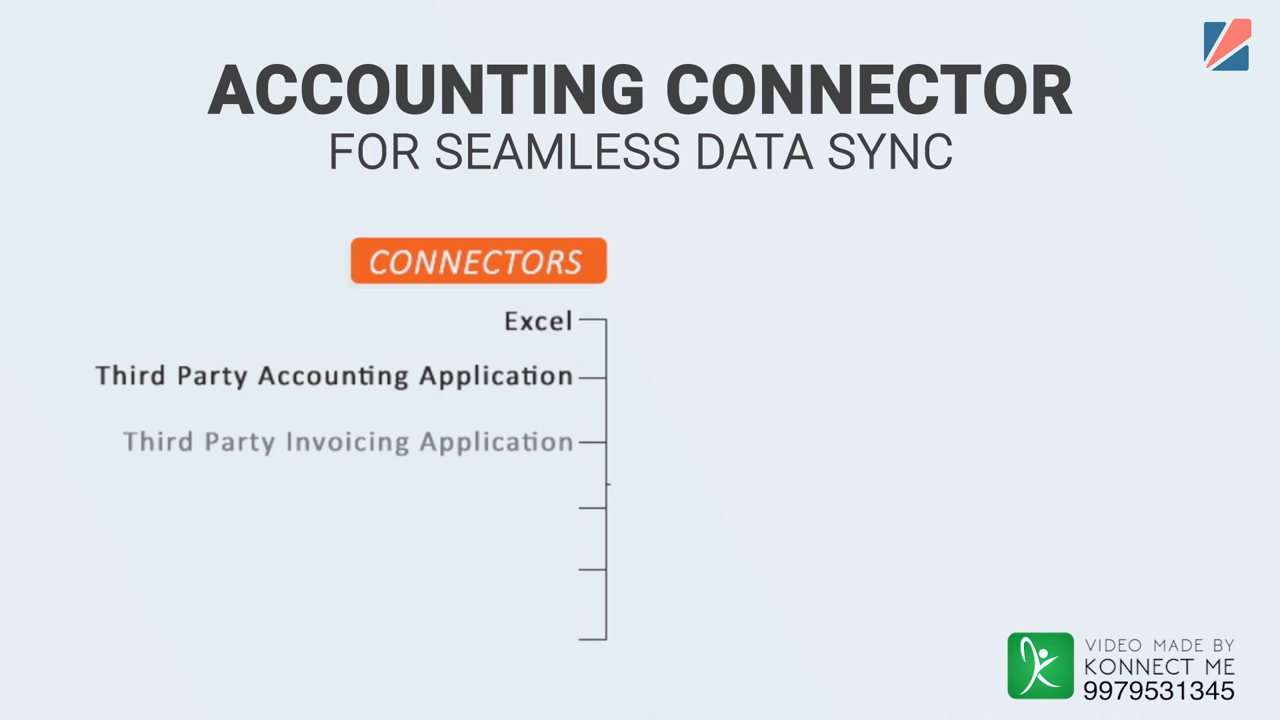 ACCOUNTING CONNECTOR
FOR SEAMLESS DATA SYNC
CONNECTORS
Excel
Third Party Accounting Application
Third Party Invoicing Application
VIDEO MADE BY
KONNECT ME
9979531345